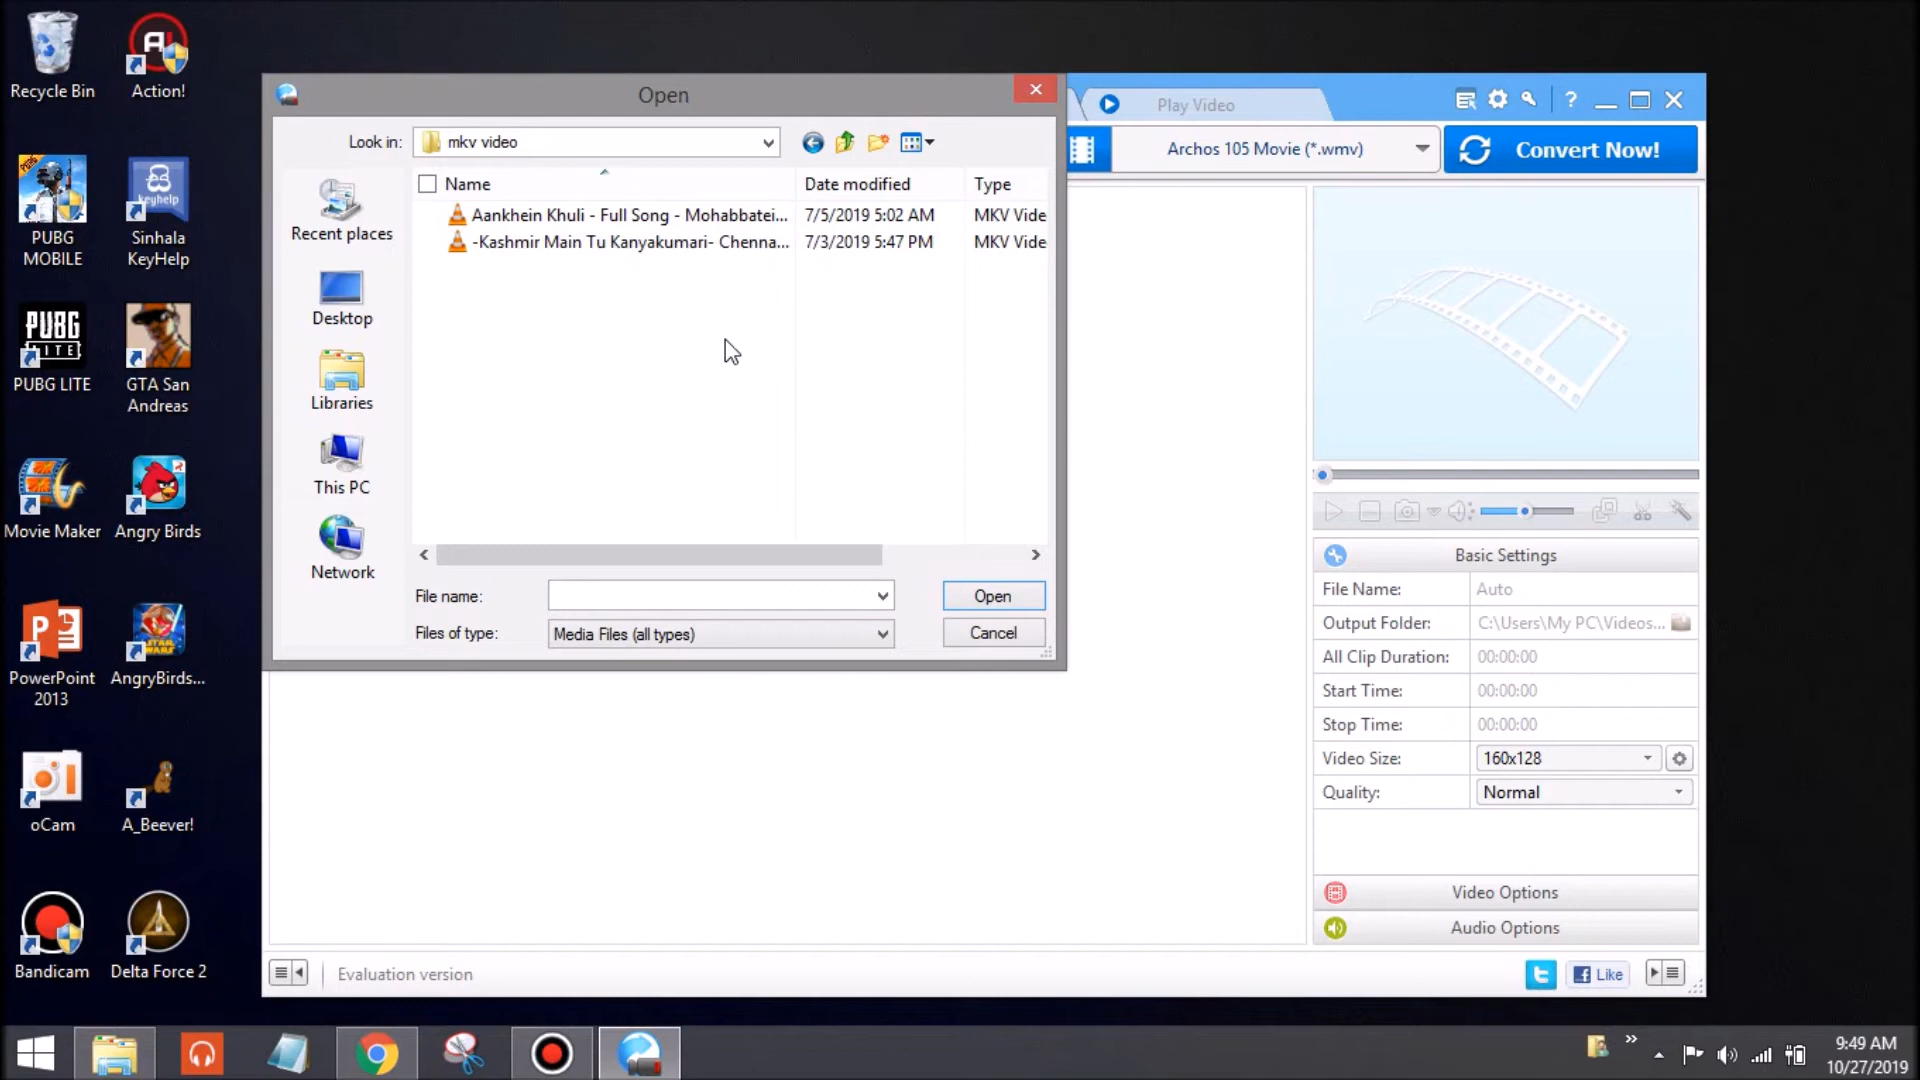 Recycle Bin
Action!
PUBG MOBILE
Sinhala KeyHelp
keyhelp
PUBG LITE
PUBG LITE
GTA San Andreas
Movie Maker
Angry Birds
PowerPoint 2013
AngryBirds...
oCam
A_Beever!
Bandicam
Delta Force 2
Open
Look in:
mkv video
Name
Date modified
Type
Aankhein Khuli - Full Song - Mohabbatei...
7/5/2019 5:02 AM
MKV Vide
-Kashmir Main Tu Kanyakumari- Chenna...
7/3/2019 5:47 PM
MKV Vide
Recent places
Desktop
Libraries
This PC
Network
File name:
Open
Files of type:
Media Files (all types)
Cancel
Play Video
Archos 105 Movie (*.wmv)
Convert Now!
Basic Settings
File Name:
Auto
Output Folder:
C:\Users\My PC\Videos...
All Clip Duration:
00:00:00
Start Time:
00:00:00
Stop Time:
00:00:00
Video Size:
160x128
Quality:
Normal
Video Options
Audio Options
Evaluation version
Like
9:49 AM
10/27/2019